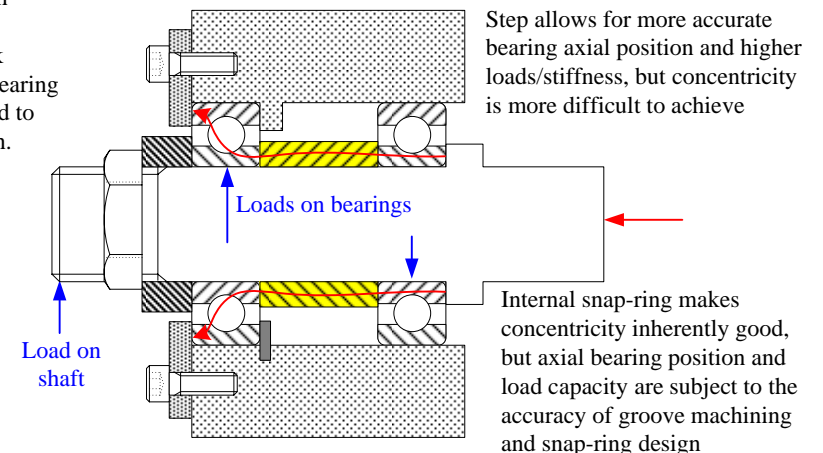 earing
d to
n.
Step allows for more accurate
bearing axial position and higher
loads/stiffness, but concentricity
is more difficult to achieve
Loads on bearings
Load on
shaft
Internal snap-ring makes
concentricity inherently good,
but axial bearing position and
load capacity are subject to the
accuracy of groove machining
and snap-ring design